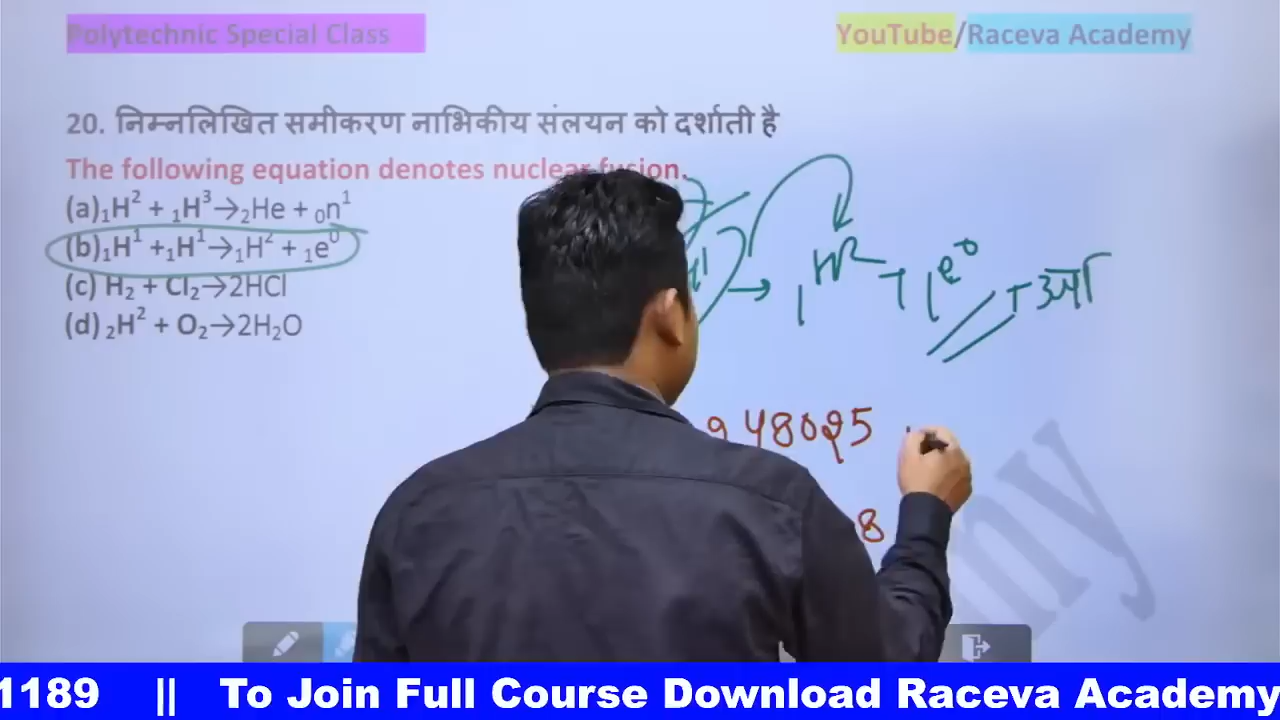 Polytechnic Special Class
YouTube/Raceva Academy
20. निम्नलिखित समीकरण नाभिकीय संलयन को दर्शाती है
The following equation denotes nuclear fusion.
(a)₁H² + ₁H³→₂He + ₀n¹
(b)₁H¹ +₁H¹→₁H² + ₁e⁰
(c) H₂ + Cl₂→2HCl
(d) ₂H² + O₂→2H₂O
→ ₁H² + ₁e⁰ + ऊर्जा
948025
8
my
1189 || To Join Full Course Download Raceva Academy